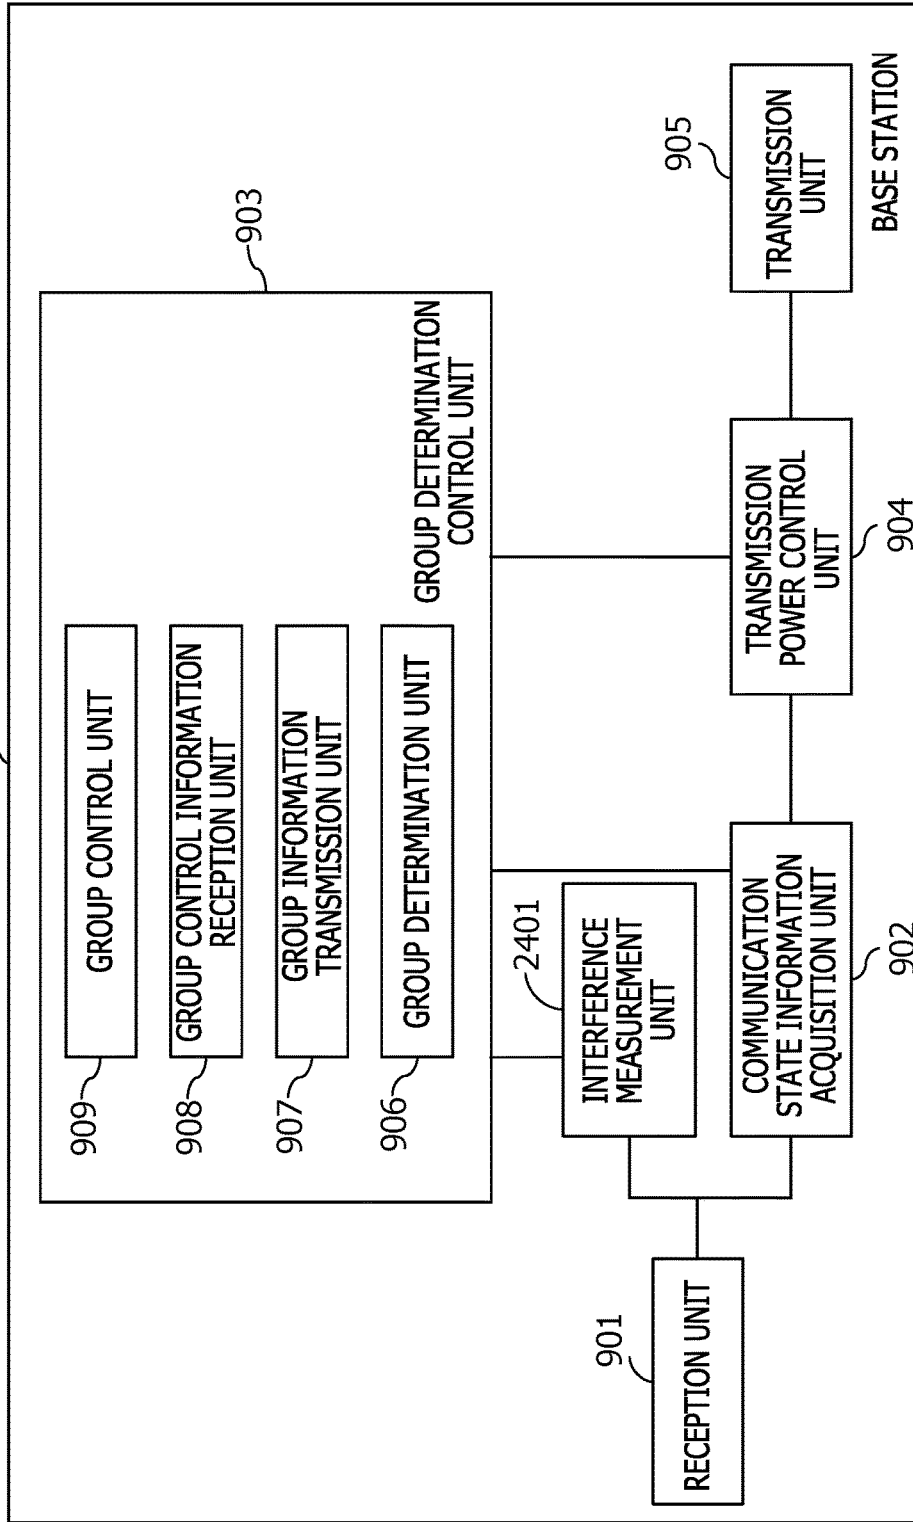 903
909
GROUP CONTROL UNIT
908
GROUP CONTROL INFORMATION
RECEPTION UNIT
907
GROUP INFORMATION
TRANSMISSION UNIT
906
GROUP DETERMINATION UNIT
GROUP DETERMINATION
CONTROL UNIT
901
RECEPTION UNIT
2401
INTERFERENCE
MEASUREMENT
UNIT
COMMUNICATION
STATE INFORMATION
ACQUISITION UNIT
902
TRANSMISSION
POWER CONTROL
UNIT
904
905
TRANSMISSION
UNIT
BASE STATION